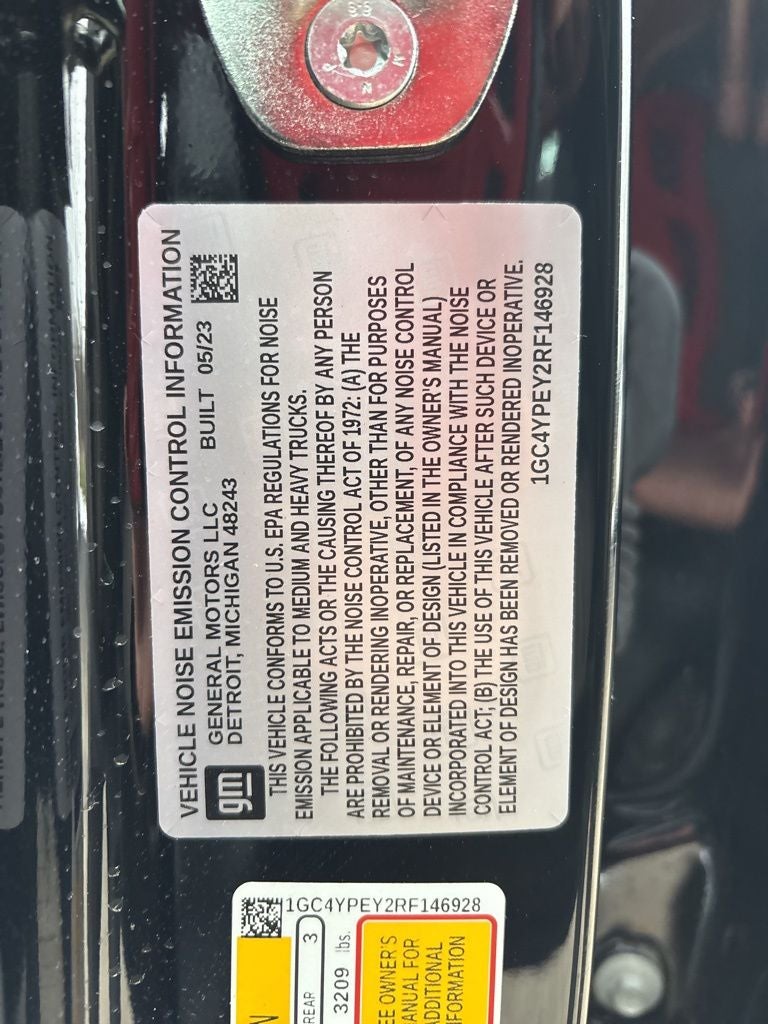 VEHICLE NOISE EMISSION CONTROL INFORMATION
gm
GENERAL MOTORS LLC
DETROIT, MICHIGAN 48243
BUILT 05/23
THIS VEHICLE CONFORMS TO U.S. EPA REGULATIONS FOR NOISE
EMISSION APPLICABLE TO MEDIUM AND HEAVY TRUCKS.
THE FOLLOWING ACTS OR THE CAUSING THEREOF BY ANY PERSON
ARE PROHIBITED BY THE NOISE CONTROL ACT OF 1972: (A) THE
REMOVAL OR RENDERING INOPERATIVE, OTHER THAN FOR PURPOSES
OF MAINTENANCE, REPAIR, OR REPLACEMENT, OF ANY NOISE CONTROL
DEVICE OR ELEMENT OF DESIGN (LISTED IN THE OWNER'S MANUAL)
INCORPORATED INTO THIS VEHICLE IN COMPLIANCE WITH THE NOISE
CONTROL ACT; (B) THE USE OF THIS VEHICLE AFTER SUCH DEVICE OR
ELEMENT OF DESIGN HAS BEEN REMOVED OR RENDERED INOPERATIVE.
1GC4YPEY2RF146928
1GC4YPEY2RF146928
REAR 3
3209 lbs.
EE OWNER'S
ANUAL FOR
ADDITIONAL
FORMATION